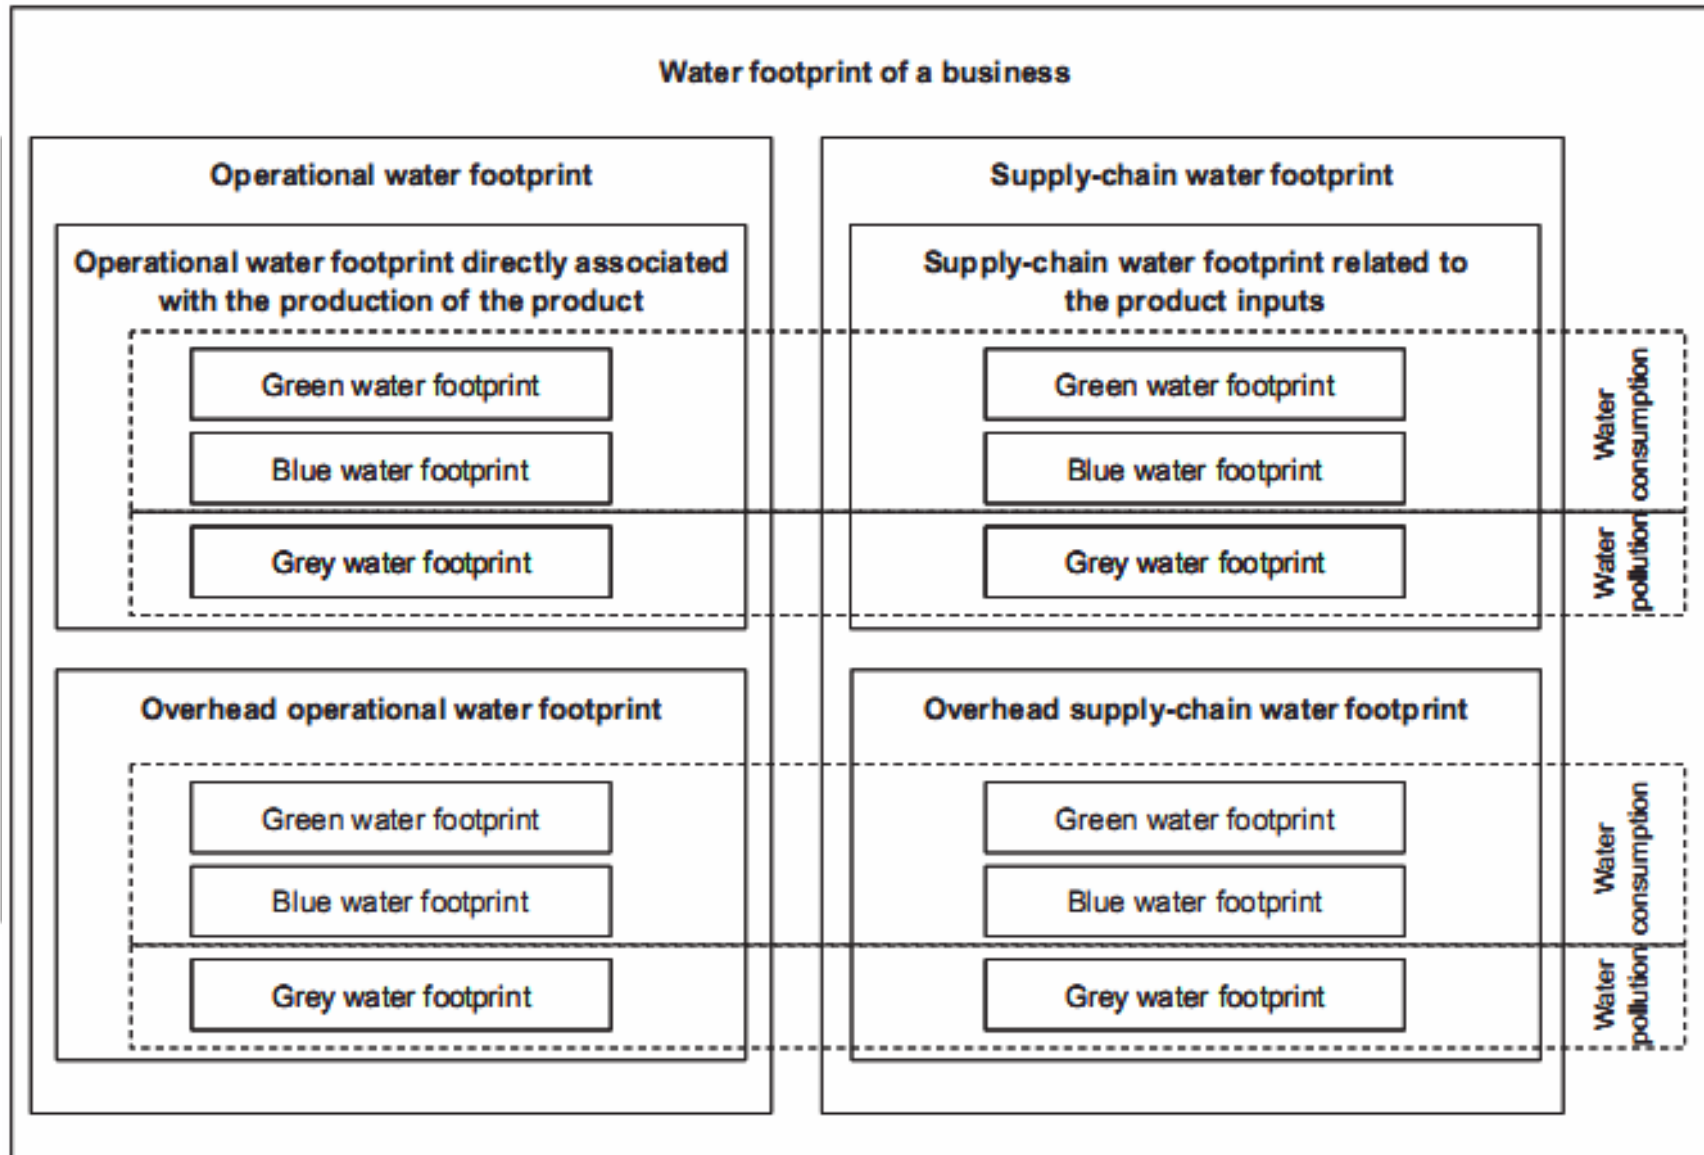 Water footprint of a business
Operational water footprint
Operational water footprint directly associated
with the production of the product
Green water footprint
Blue water footprint
Grey water footprint
Overhead operational water footprint
Green water footprint
Blue water footprint
Grey water footprint
Supply-chain water footprint
Supply-chain water footprint related to
the product inputs
Green water footprint
Blue water footprint
Grey water footprint
Overhead supply-chain water footprint
Green water footprint
Blue water footprint
Grey water footprint
Water
consumption
Water
pollution
Water
consumption
Water
pollution